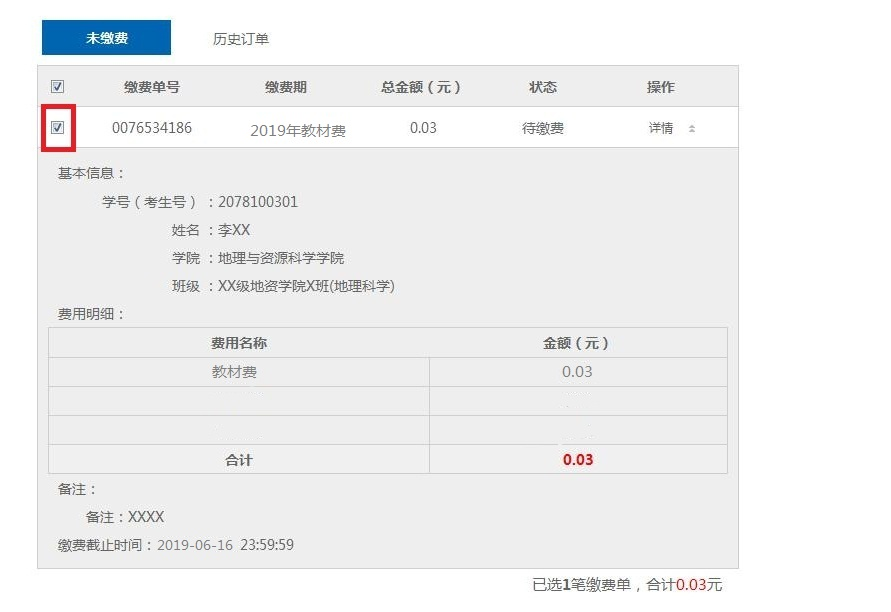 未缴费 历史订单
缴费单号 缴费期 总金额（元） 状态 操作
0076534186 2019年教材费 0.03 待缴费 详情
基本信息：
学号（考生号）：2078100301
姓名：李XX
学院：地理与资源科学学院
班级：XX级地资学院X班(地理科学)
费用明细：
费用名称 金额（元）
教材费 0.03
合计 0.03
备注：
备注：XXXX
缴费截止时间：2019-06-16 23:59:59
已选1笔缴费单，合计0.03元